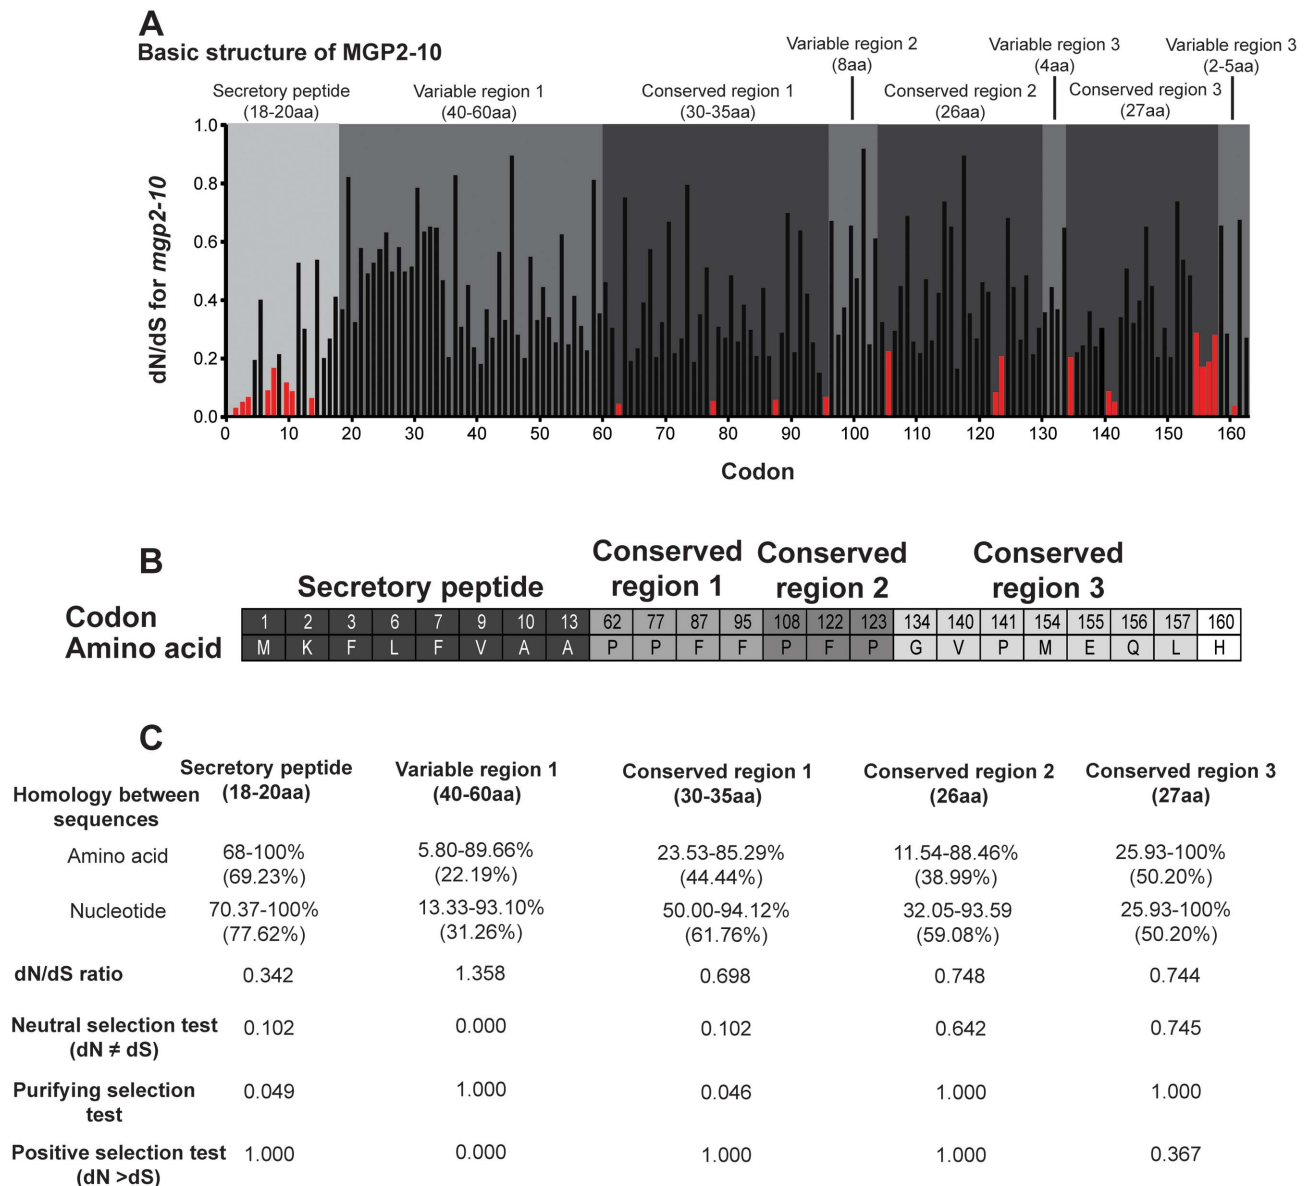 A
Basic structure of MGP2-10
Variable region 2 Variable region 3 Variable region 3
(8aa) (4aa) (2-5aa)
Secretory peptide Variable region 1 Conserved region 1 Conserved region 2 Conserved region 3
(18-20aa) (40-60aa) (30-35aa) (26aa) (27aa)
dN/dS for mgp2-10
1.0
0.8
0.6
0.4
0.2
0.0
0 10 20 30 40 50 60 70 80 90 100 110 120 130 140 150 160
Codon
B
Conserved Conserved Conserved
Secretory peptide region 1 region 2 region 3
Codon 1 2 3 6 7 9 10 13 62 77 87 95 108 122 123 134 140 141 154 155 156 157 160
Amino acid M K F L F V A A P P F F P F P G V P M E Q L H
C
Secretory peptide Variable region 1 Conserved region 1 Conserved region 2 Conserved region 3
(18-20aa) (40-60aa) (30-35aa) (26aa) (27aa)
Homology between
sequences
Amino acid 68-100% 5.80-89.66% 23.53-85.29% 11.54-88.46% 25.93-100%
(69.23%) (22.19%) (44.44%) (38.99%) (50.20%)
Nucleotide 70.37-100% 13.33-93.10% 50.00-94.12% 32.05-93.59 25.93-100%
(77.62%) (31.26%) (61.76%) (59.08%) (50.20%)
dN/dS ratio 0.342 1.358 0.698 0.748 0.744
Neutral selection test 0.102 0.000 0.102 0.642 0.745
(dN ≠ dS)
Purifying selection 0.049 1.000 0.046 1.000 1.000
test
Positive selection test 1.000 0.000 1.000 1.000 0.367
(dN >dS)